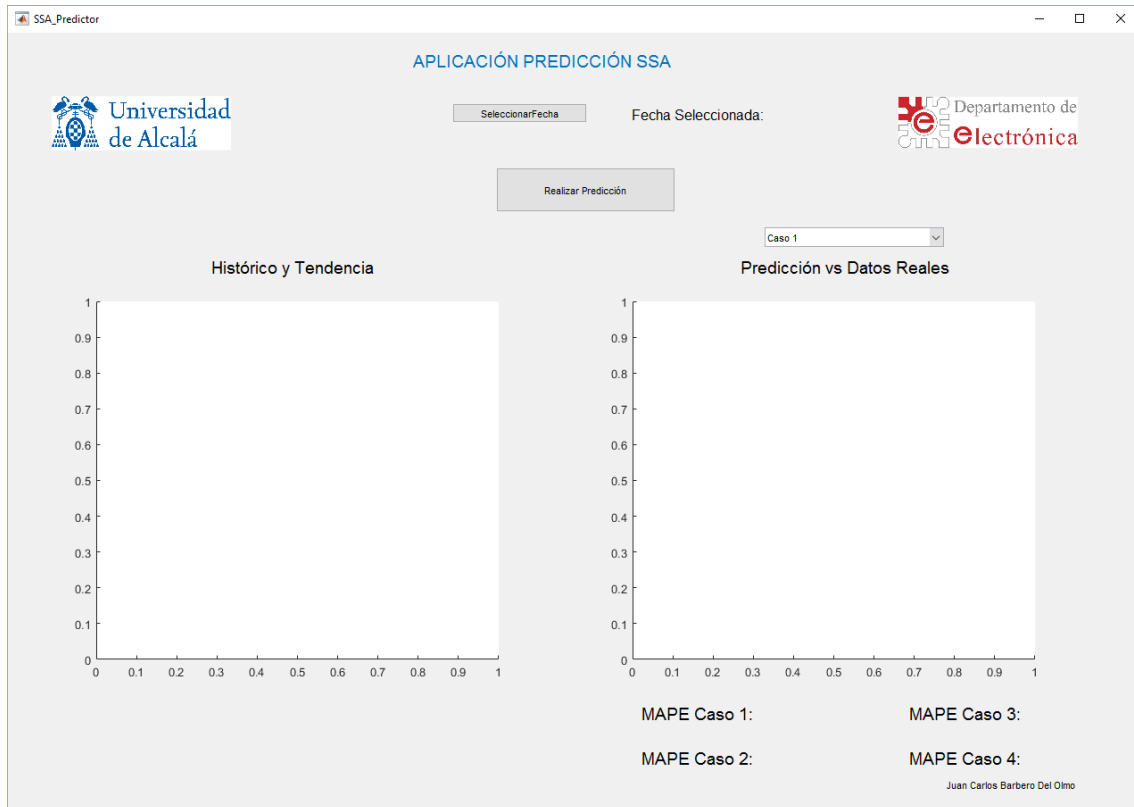 SSA_Predictor
APLICACIÓN PREDICCIÓN SSA
Universidad
de Alcalá
SeleccionarFecha
Fecha Seleccionada:
Departamento de
electrónica
Realizar Predicción
Caso 1
Histórico y Tendencia
Predicción vs Datos Reales
1
0.9
0.8
0.7
0.6
0.5
0.4
0.3
0.2
0.1
0
0 0.1 0.2 0.3 0.4 0.5 0.6 0.7 0.8 0.9 1
1
0.9
0.8
0.7
0.6
0.5
0.4
0.3
0.2
0.1
0
0 0.1 0.2 0.3 0.4 0.5 0.6 0.7 0.8 0.9 1
MAPE Caso 1:
MAPE Caso 3:
MAPE Caso 2:
MAPE Caso 4:
Juan Carlos Barbero Del Olmo